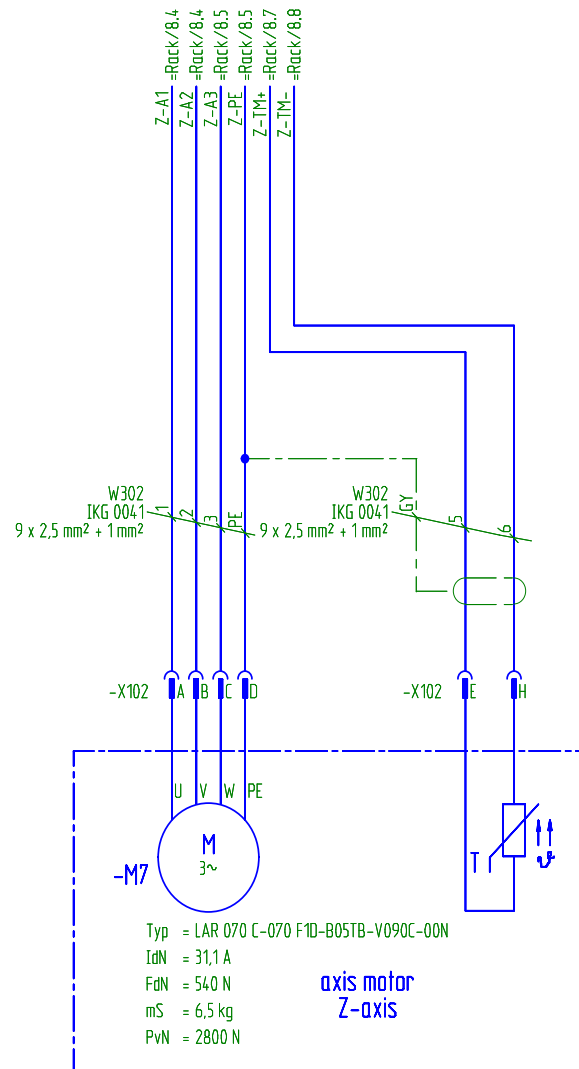 =Rack/8.4
=Rack/8.4
=Rack/8.5
=Rack/8.5
=Rack/8.7
=Rack/8.8
Z-A1
Z-A2
Z-A3
Z-PE
Z-TM+
Z-TM-
W302
IKG 0041
9 x 2,5 mm² + 1 mm²
1
2
3
PE
W302
IKG 0041
9 x 2,5 mm² + 1 mm²
GY
5
6
-X102
A
B
C
D
-X102
E
H
U
V
W
PE
M
3~
-M7
T
ϑ
Typ = LAR 070 C-070 F1D-B05TB-V090C-00N
IdN = 31,1 A
FdN = 540 N
mS = 6,5 kg
PvN = 2800 N
axis motor
Z-axis